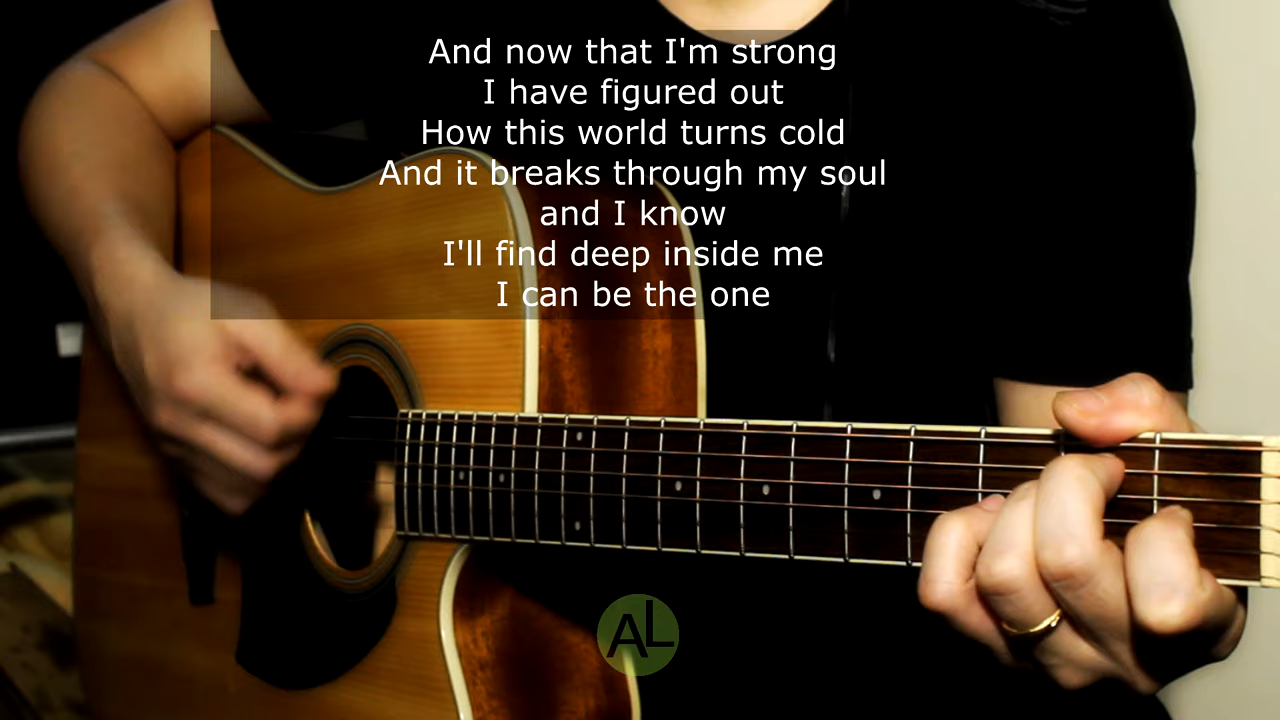 And now that I'm strong
I have figured out
How this world turns cold
And it breaks through my soul
and I know
I'll find deep inside me
I can be the one
AL